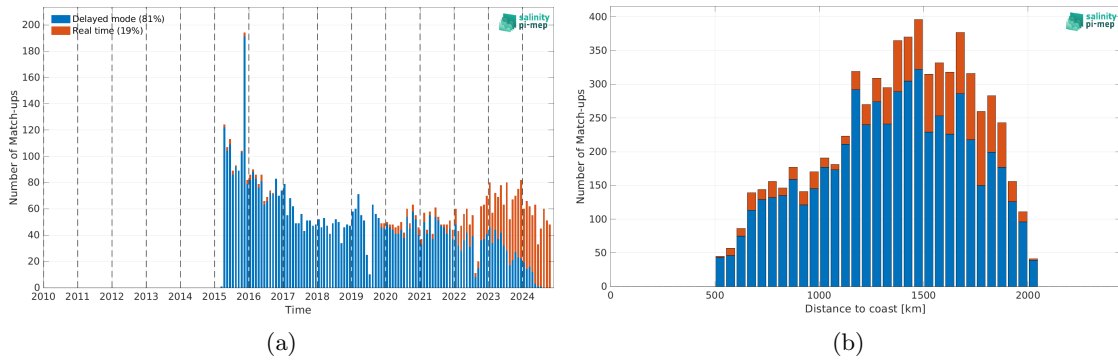 Delayed mode (81%)
Real time (19%)
salinity
pi-mep
Number of Match-ups
200
180
160
140
120
100
80
60
40
20
0
2010 2011 2012 2013 2014 2015 2016 2017 2018 2019 2020 2021 2022 2023 2024
Time
(a)
salinity
pi-mep
Number of Match-ups
400
350
300
250
200
150
100
50
0
0 500 1000 1500 2000
Distance to coast [km]
(b)